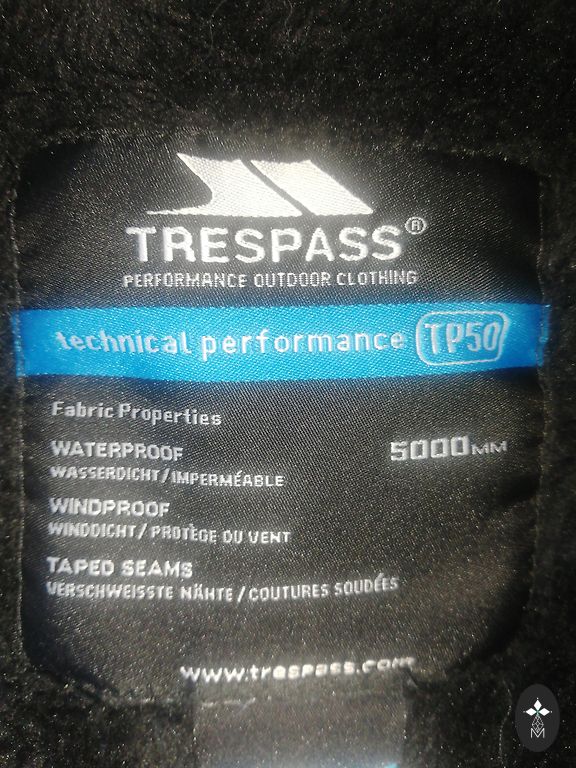 TRESPASS®
PERFORMANCE OUTDOOR CLOTHING
technical performance TP50
Fabric Properties
WATERPROOF 5000MM
WASSERDICHT/IMPERMÉABLE
WINDPROOF
WINDDICHT/PROTÈGE DU VENT
TAPED SEAMS
VERSCHWEISSTE NÄHTE/COUTURES SOUDÉES
www.trespass.com
M